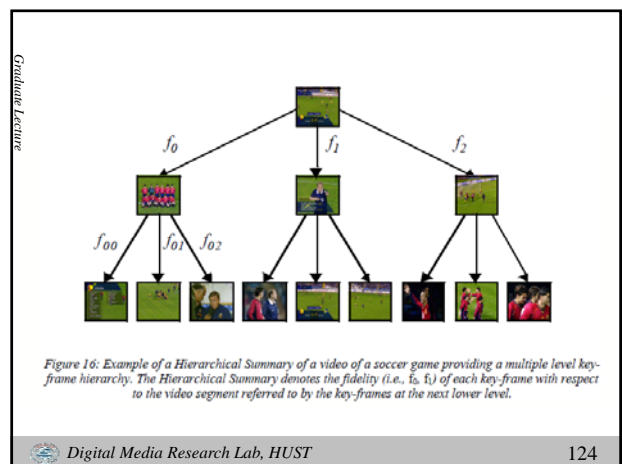 Graduate Lecture
f0 f1 f2
f00 f01 f02
Figure 16: Example of a Hierarchical Summary of a video of a soccer game providing a multiple level key-
frame hierarchy. The Hierarchical Summary denotes the fidelity (i.e., f0, f1) of each key-frame with respect
to the video segment referred to by the key-frames at the next lower level.
Digital Media Research Lab, HUST 124